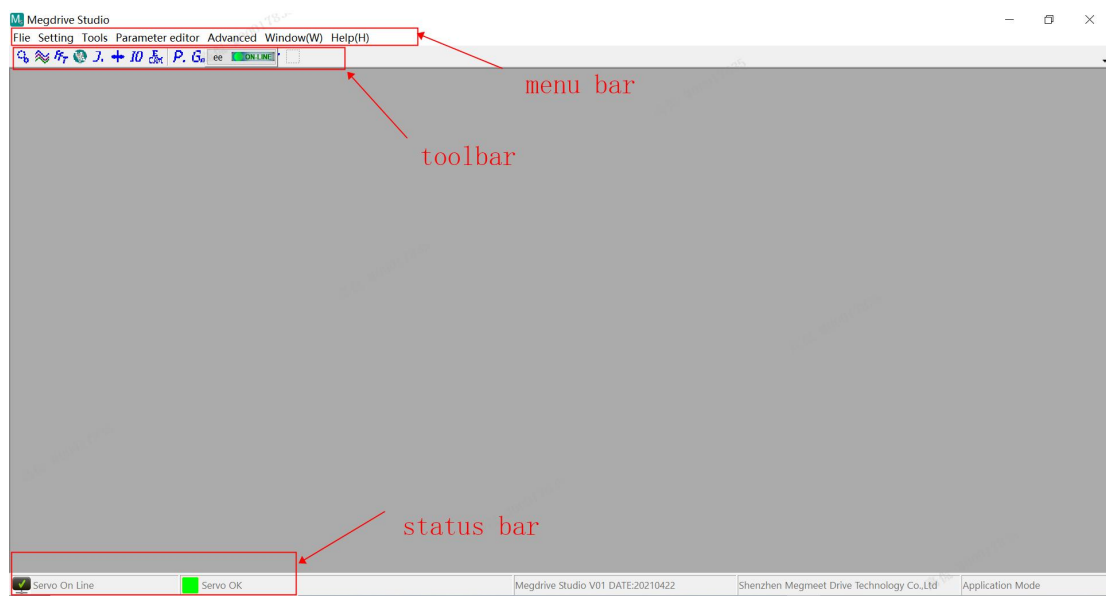 Megdrive Studio
Flie Setting Tools Parameter editor Advanced Window(W) Help(H)
J. IO P. G. ee ON LINE
menu bar
toolbar
status bar
Servo On Line Servo OK Megdrive Studio V01 DATE:20210422 Shenzhen Megmeet Drive Technology Co.,Ltd Application Mode